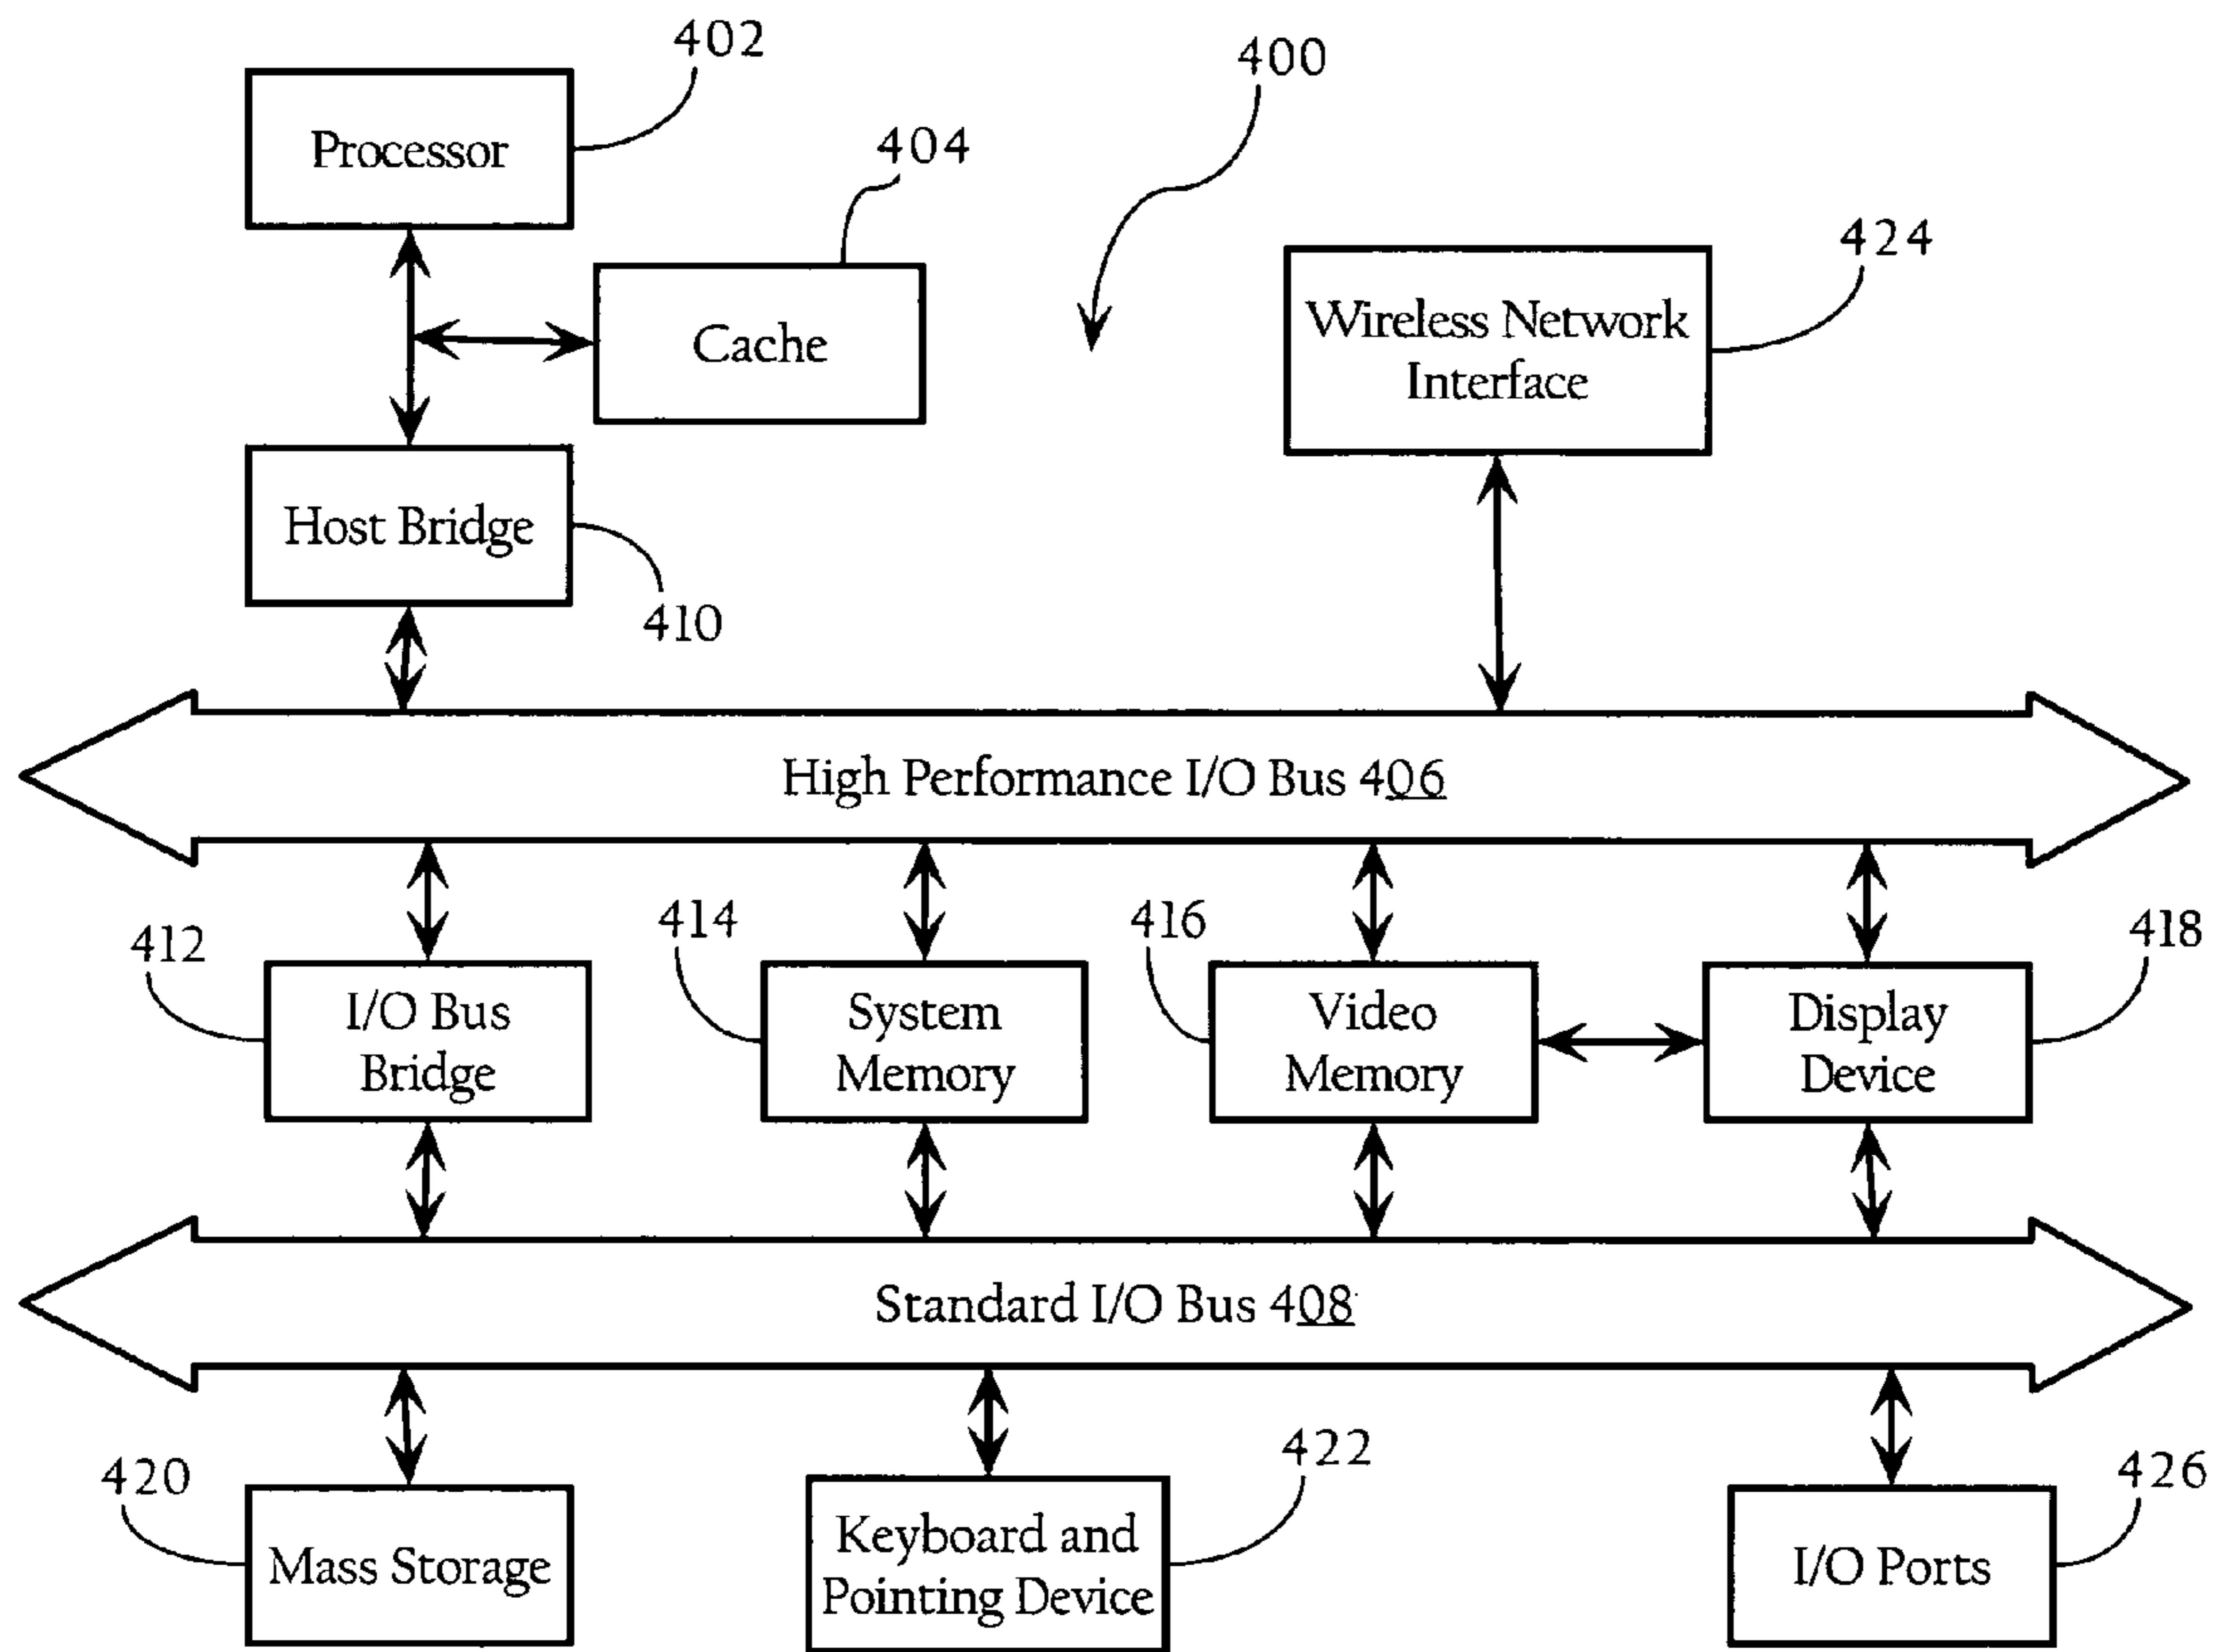 402
400
Processor
404
424
Cache
Wireless Network
Interface
Host Bridge
410
High Performance I/O Bus 406
412
414
416
418
I/O Bus
Bridge
System
Memory
Video
Memory
Display
Device
Standard I/O Bus 408
420
422
426
Mass Storage
Keyboard and
Pointing Device
I/O Ports